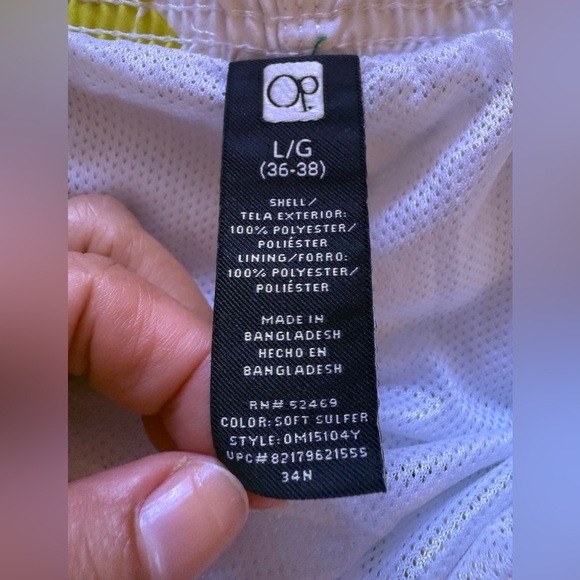 Op.
L/G
(36-38)
SHELL/
TELA EXTERIOR:
100% POLYESTER/
POLIÉSTER
LINING/FORRO:
100% POLYESTER/
POLIÉSTER
MADE IN
BANGLADESH
HECHO EN
BANGLADESH
RN# 52469
COLOR: SOFT SULFER
STYLE: OM15104Y
UPC#82179621555
34N